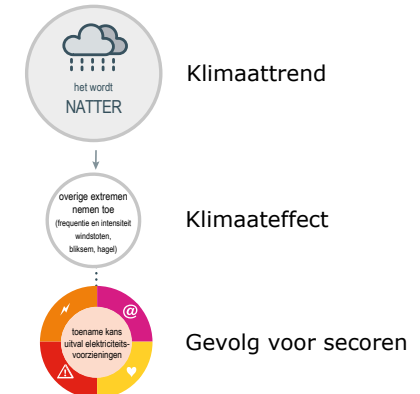 het wordt
NATTER
Klimaattrend
overige extremen
nemen toe
(frequentie en intensiteit
windstoten,
bliksem, hagel)
Klimaateffect
@
toename kans
uitval elektriciteits-
voorzieningen
Gevolg voor secoren